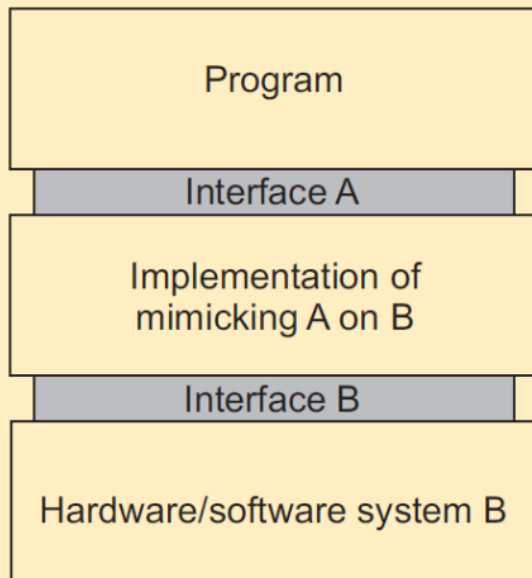 Program
Interface A
Implementation of
mimicking A on B
Interface B
Hardware/software system B